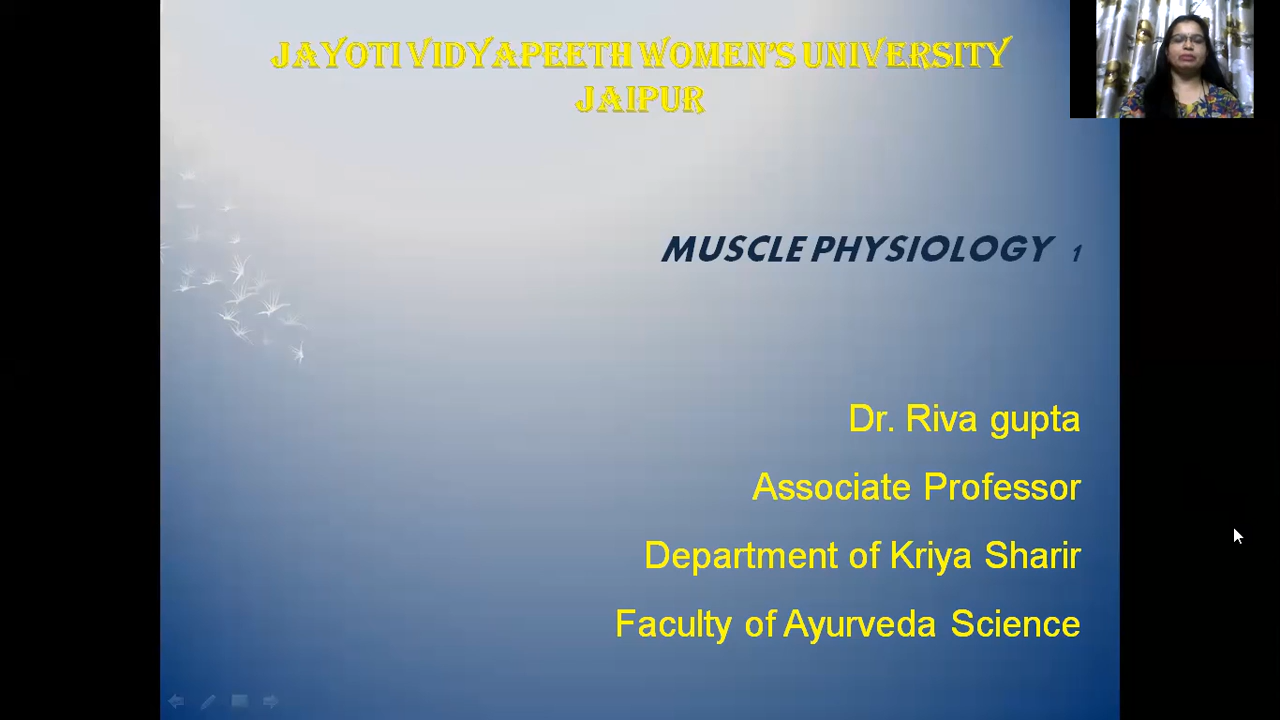 JAYOTI VIDYAPEETH WOMEN'S UNIVERSITY
JAIPUR
MUSCLE PHYSIOLOGY 1
Dr. Riva gupta
Associate Professor
Department of Kriya Sharir
Faculty of Ayurveda Science